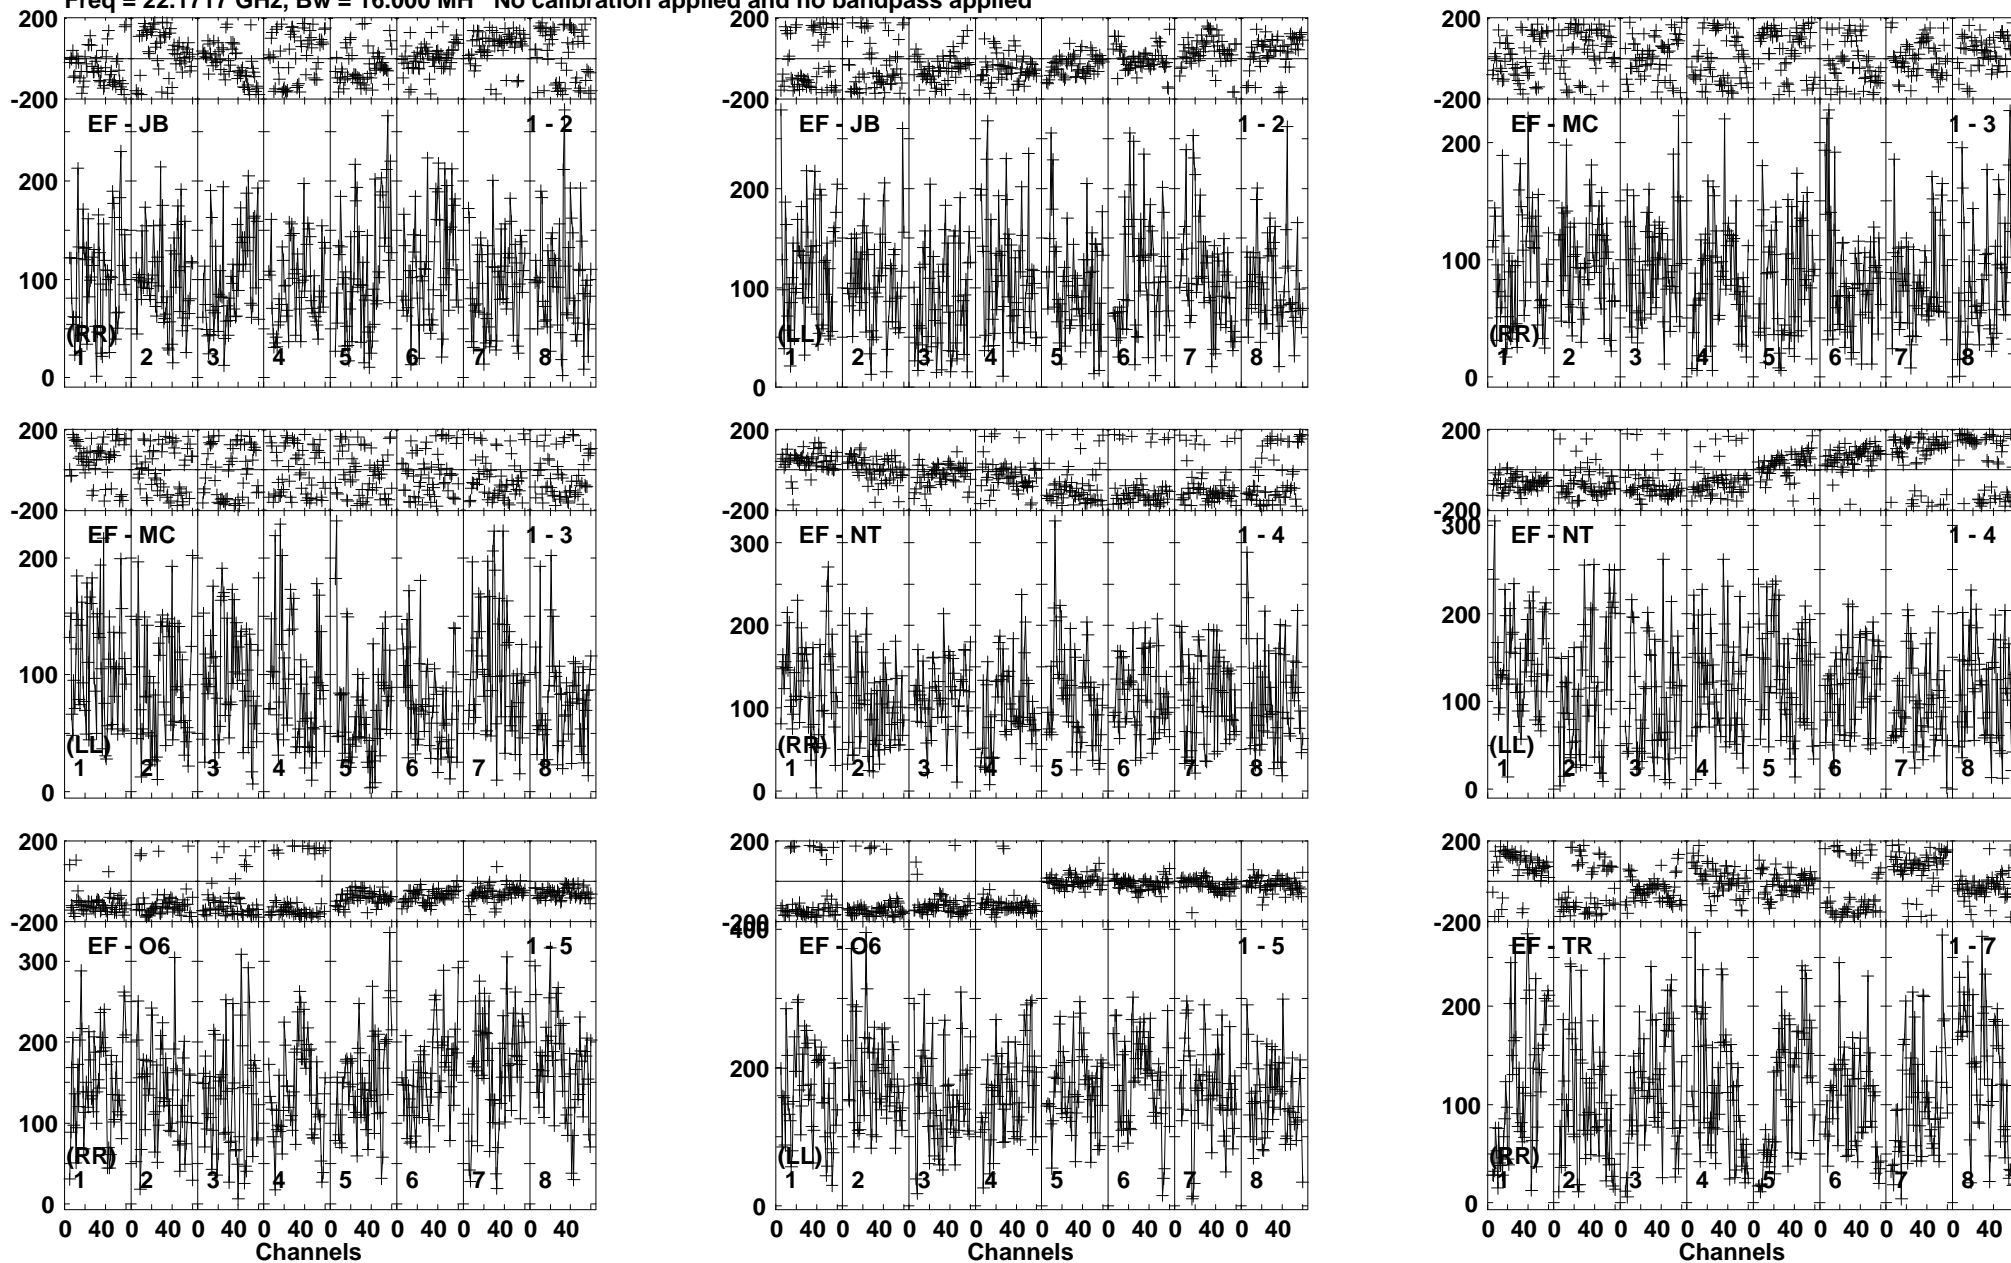 Freq = 22.1717 GHz, Bw = 16.000 MH No calibration applied and no bandpass applied
200 200 200
-200 -200 -200
EF - JB 1 - 2 EF - JB 1 - 2 EF - MC 1 - 3
200 200 200
100 100 100
(RR) (LL) (RR)
1 2 3 4 5 6 7 8 1 2 3 4 5 6 7 8 1 2 3 4 5 6 7 8
0 0 0
200 200 200
-200 -200 -200
EF - MC 1 - 3 EF - NT 1 - 4 EF - NT 1 - 4
300 300
200 200 200
100 100 100
(LL) (RR) (LL)
1 2 3 4 5 6 7 8 1 2 3 4 5 6 7 8 1 2 3 4 5 6 7 8
0 0 0
200 200 200
-200 -200 -200
400
EF - O6 1 - 5 EF - O6 1 - 5 EF - TR 1 - 7
300
200 200 200
100 100
(RR) (LL) (RR)
1 2 3 4 5 6 7 8 1 2 3 4 5 6 7 8 1 2 3 4 5 6 7 8
0 0 0
0 40 0 40 0 40 0 40 0 40 0 40 0 40 0 40 0 40 0 40 0 40 0 40 0 40 0 40 0 40 0 40 0 40 0 40 0 40 0 40 0 40 0 40 0 40 0 40
Channels Channels Channels